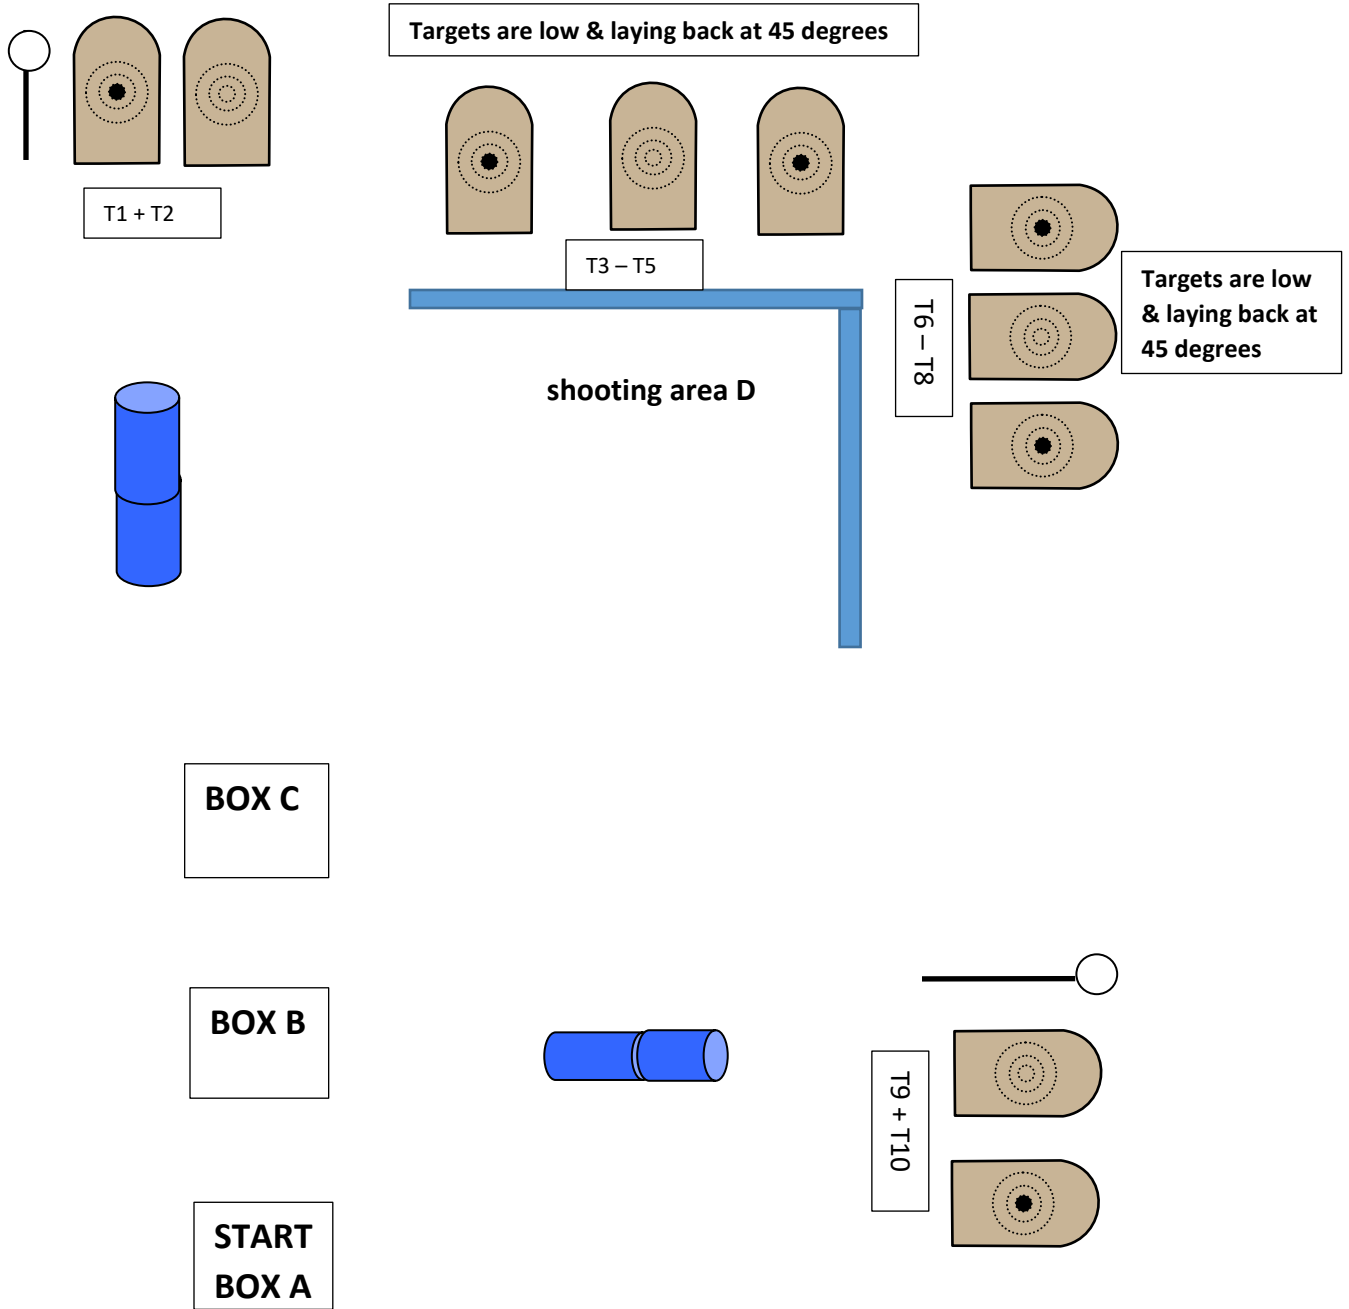 Targets are low & laying back at 45 degrees
T1 + T2
T3 – T5
T6 – T8
Targets are low
& laying back at
45 degrees
shooting area D
BOX C
BOX B
T9 + T10
START
BOX A